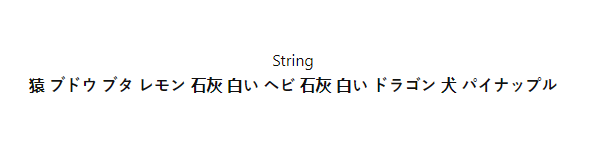 String
猿 ブドウ ブタ レモン 石灰 白い ヘビ 石灰 白い ドラゴン 犬 パイナップル